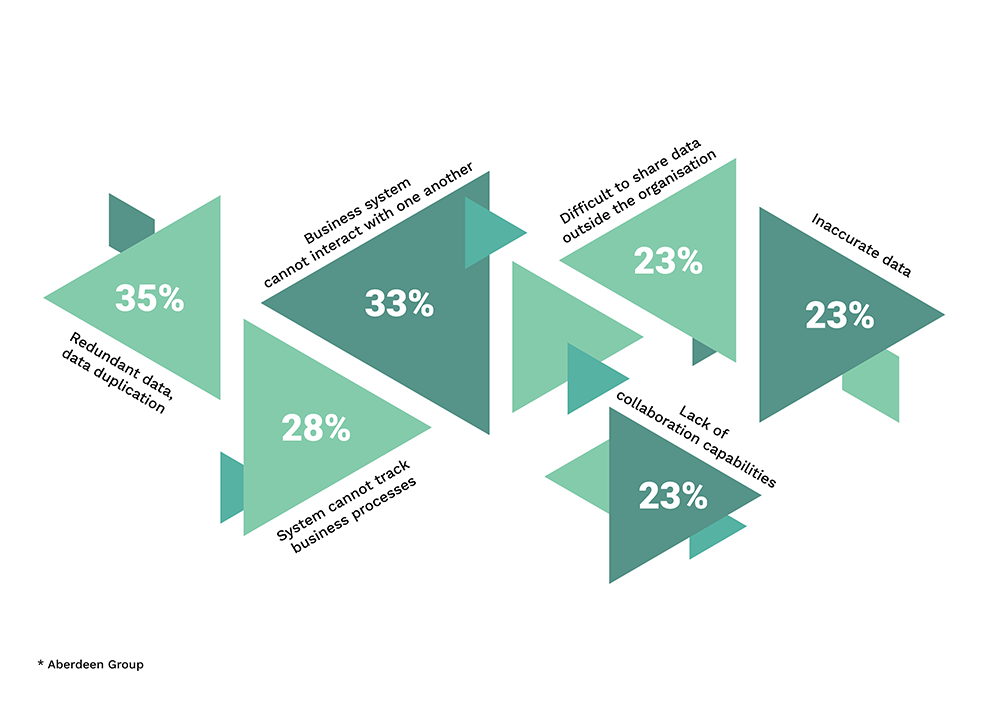 35%
Redundant data,
data duplication
Business system
cannot interact with one another
33%
28%
System cannot track
business processes
Difficult to share data
outside the organisation
23%
Inaccurate data
23%
Lack of
collaboration capabilities
23%
* Aberdeen Group